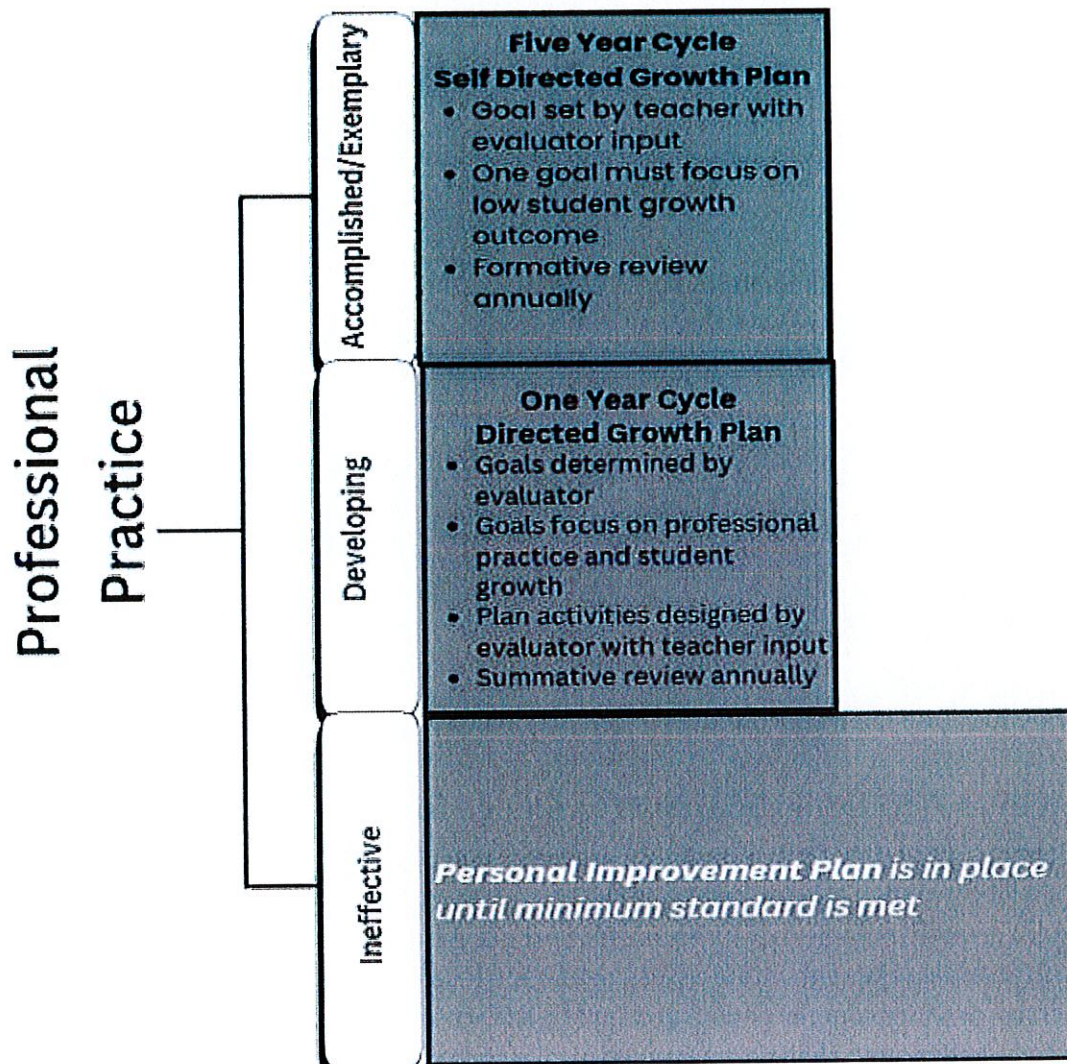 Professional
Practice
Accomplished/Exemplary
Five Year Cycle
Self Directed Growth Plan
• Goal set by teacher with
evaluator input
• One goal must focus on
low student growth
outcome
• Formative review
annually
Developing
One Year Cycle
Directed Growth Plan
• Goals determined by
evaluator
• Goals focus on professional
practice and student
growth
• Plan activities designed by
evaluator with teacher input
• Summative review annually
Ineffective
Personal Improvement Plan is in place
until minimum standard is met